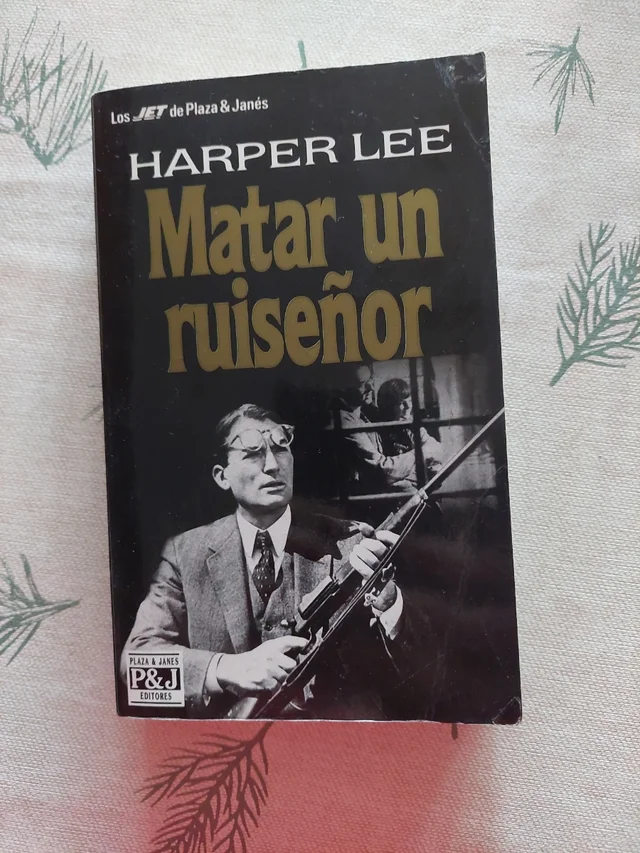 Los JET de Plaza & Janés
HARPER LEE
Matar un
ruiseñor
PLAZA & JANES
P&J
EDITORES